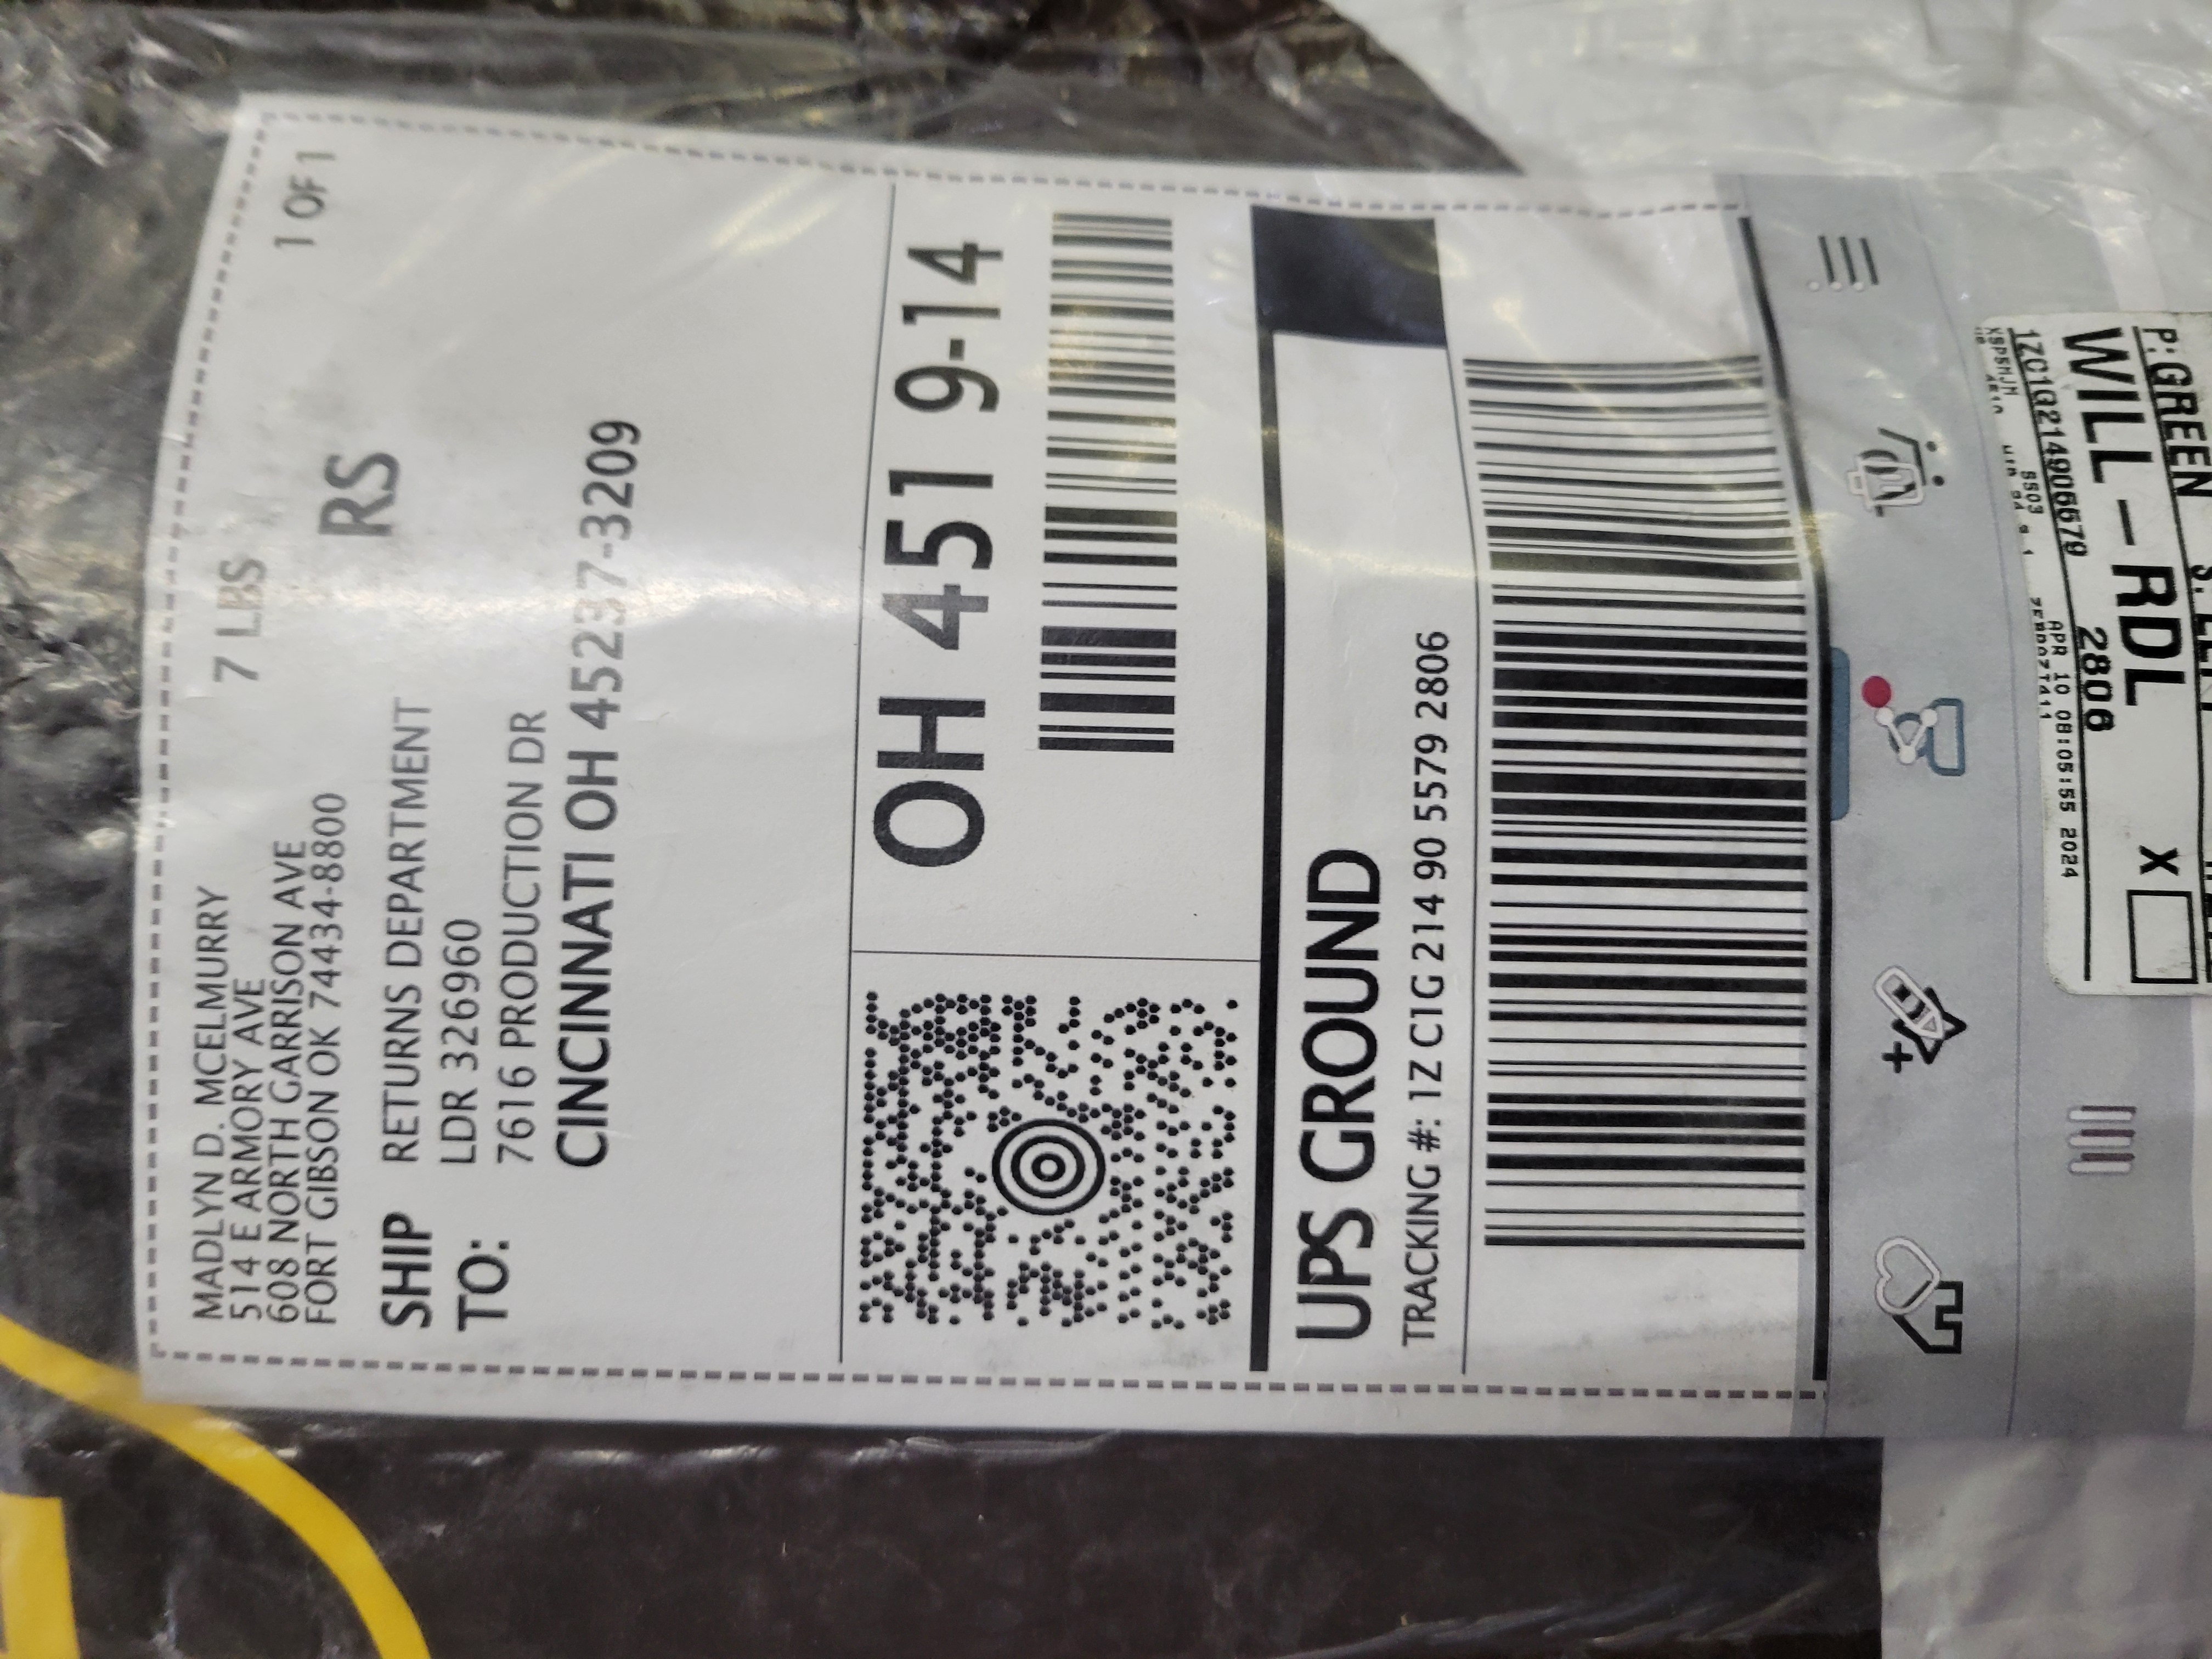 MADLYN D. MCELMURRY
514 E ARMORY AVE
608 NORTH GARRISON AVE
FORT GIBSON OK 74434-8800
7 LBS
1 OF 1
RS
SHIP TO:
RETURNS DEPARTMENT
LDR 326960
7616 PRODUCTION DR
CINCINNATI OH 45237-3209
OH 451 9-14
UPS GROUND
TRACKING #: 1Z C1G 214 90 5579 2806
P: GREEN
WILL-RDL
X
2806
APR 10 08:05:55 2024